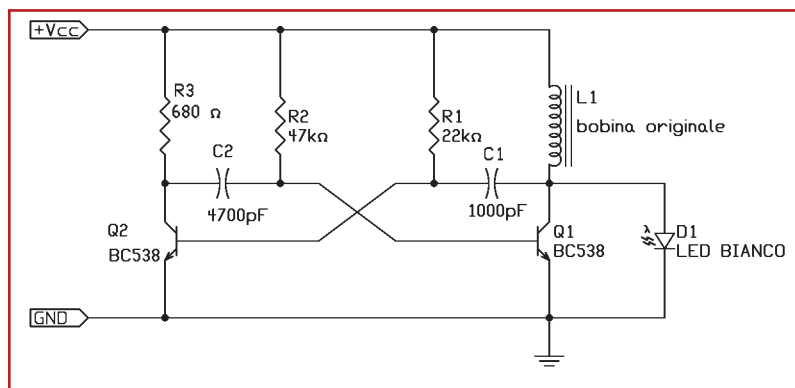 +Vcc
R3
680 Ω
R2
47kΩ
R1
22kΩ
L1
bobina originale
C2
4700pF
C1
1000pF
Q2
BC538
Q1
BC538
λ
D1
LED BIANCO
GND